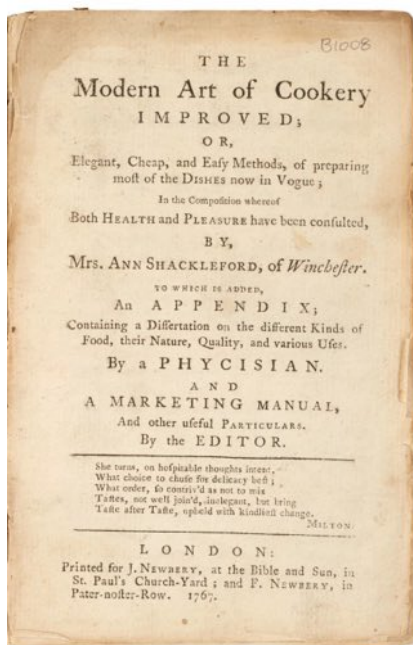 B1008
THE
Modern Art of Cookery
IMPROVED;
OR,
Elegant, Cheap, and Eaſy Methods, of preparing
moſt of the DISHES now in Vogue;
In the Compoſition whereof
Both HEALTH and PLEASURE have been conſulted,
BY,
Mrs. ANN SHACKLEFORD, of Wincheſter.
TO WHICH IS ADDED,
An APPENDIX;
Containing a Diſſertation on the different Kinds of
Food, their Nature, Quality, and various Uſes.
By a PHYCISIAN.
AND
A MARKETING MANUAL,
And other uſeful PARTICULARS.
By the EDITOR.
She turns, on hoſpitable thoughts intent,
What choice to chuſe for delicacy beſt;
What order, ſo contriv'd as not to mix
Taſtes, not well join'd, inelegant, but bring
Taſte after Taſte, upheld with kindlieſt change.
MILTON.
LONDON:
Printed for J. NEWBERY, at the Bible and Sun, in
St. Paul's Church-Yard; and F. NEWBERY, in
Pater-noſter-Row. 1767.